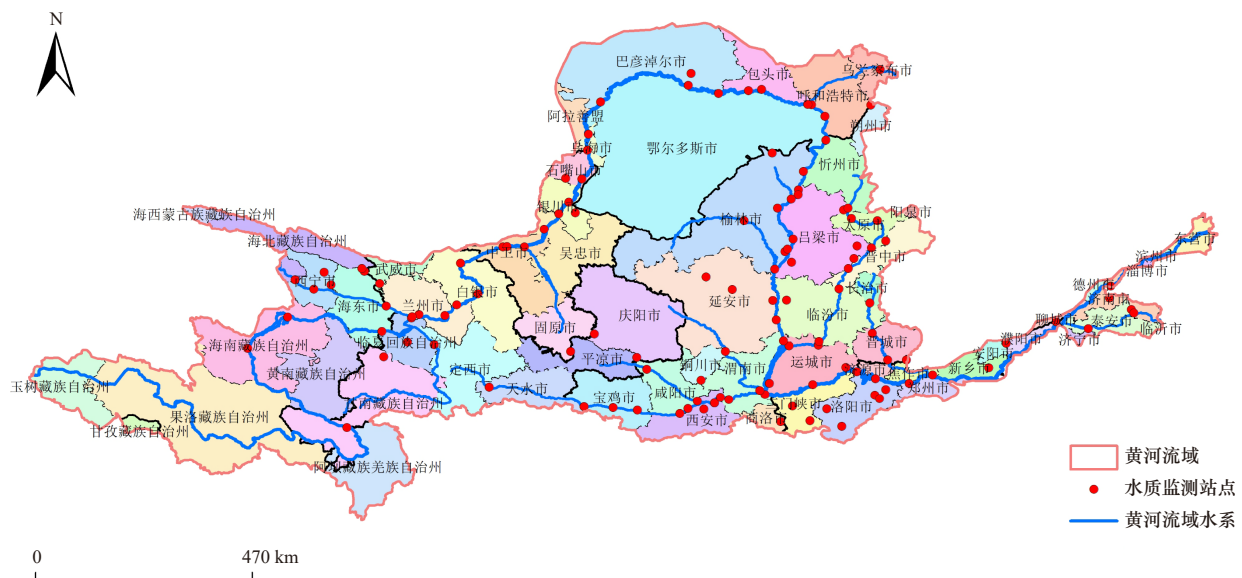 N
巴彦淖尔市
包头市
乌兰察布市
呼和浩特市
阿拉善盟
朔州市
乌海市
鄂尔多斯市
忻州市
石嘴山市
银川市
海西蒙古族藏族自治州
榆林市
阳泉市
太原市
吕梁市
海北藏族自治州
中卫市
吴忠市
晋中市
东营市
滨州市
淄博市
武威市
西宁市
白银市
长治市
德州市
济南市
海东市
兰州市
延安市
庆阳市
临汾市
聊城市
泰安市
临沂市
固原市
海南藏族自治州
临夏回族自治州
晋城市
濮阳市
济宁市
安阳市
平凉市
铜川市
渭南市
运城市
新乡市
焦作市
黄南藏族自治州
定西市
玉树藏族自治州
天水市
宝鸡市
咸阳市
郑州市
甘南藏族自治州
三门峡市
洛阳市
果洛藏族自治州
西安市
商洛市
甘孜藏族自治州
阿坝藏族羌族自治州
黄河流域
水质监测站点
黄河流域水系
0
470 km